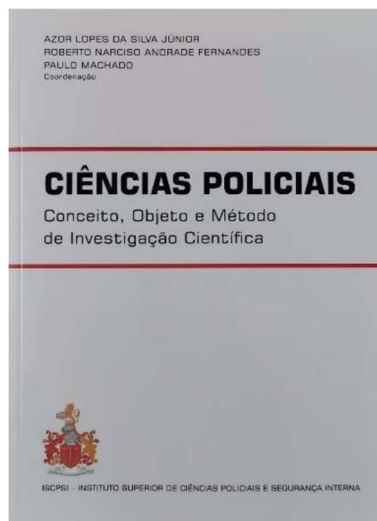 AZOR LOPES DA SILVA JÚNIOR
ROBERTO NARCISO ANDRADE FERNANDES
PAULO MACHADO
Coordenação
CIÊNCIAS POLICIAIS
Conceito, Objeto e Método
de Investigação Científica
ISCPSI - INSTITUTO SUPERIOR DE CIÊNCIAS POLICIAIS E SEGURANÇA INTERNA